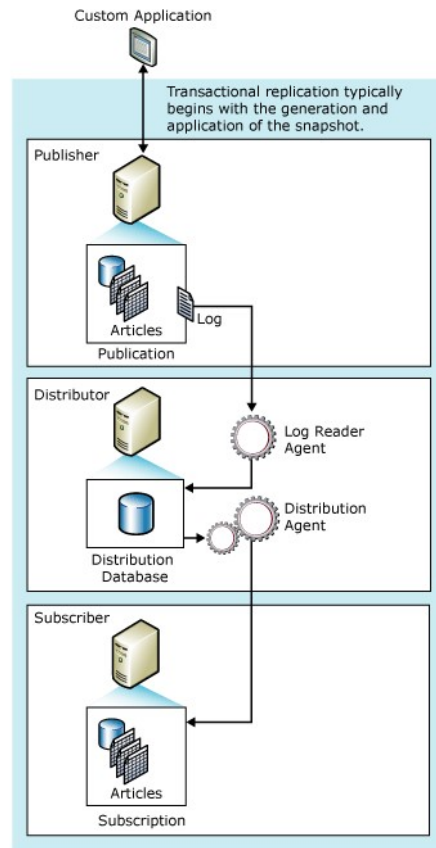 Custom Application
Transactional replication typically
begins with the generation and
application of the snapshot.
Publisher
Log
Articles
Publication
Distributor
Log Reader
Agent
Distribution
Agent
Distribution
Database
Subscriber
Articles
Subscription